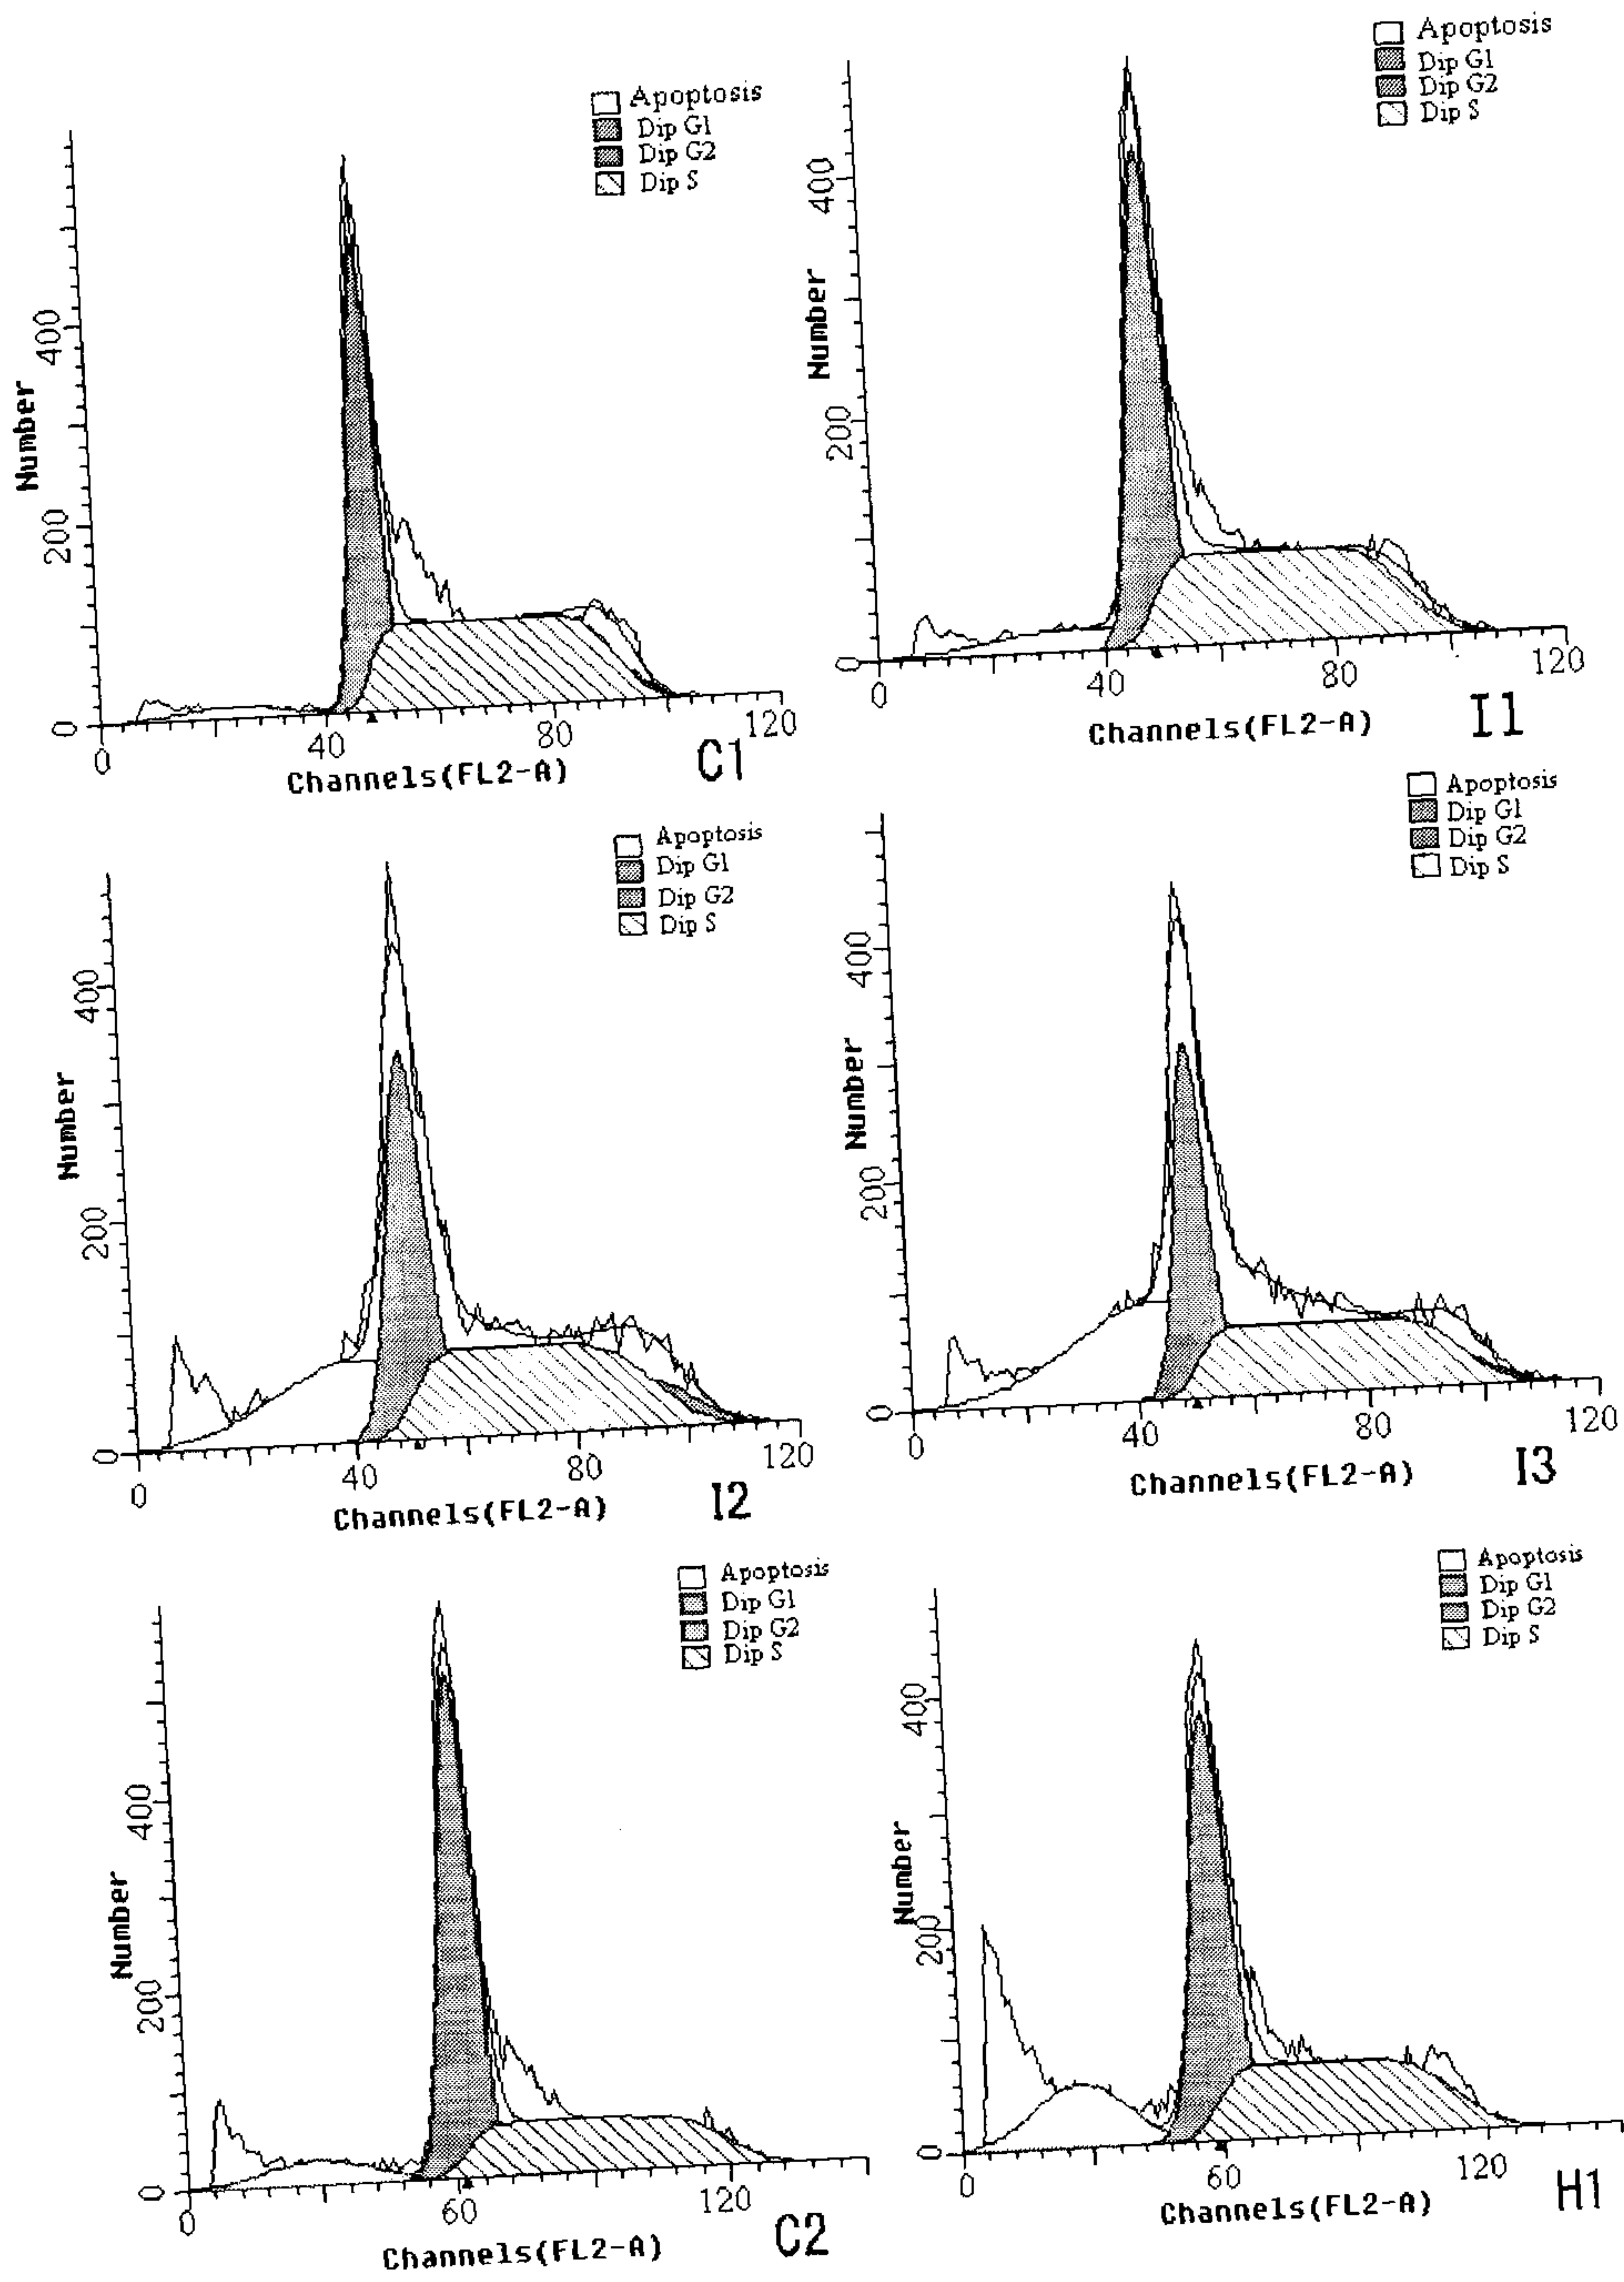 Apoptosis
Dip G1
Dip G2
Dip S
Number
400
200
0
0 40 80 120
Channels(FL2-A)
C1
Apoptosis
Dip G1
Dip G2
Dip S
Number
400
200
0
0 40 80 120
Channels(FL2-A)
I1
Apoptosis
Dip G1
Dip G2
Dip S
Number
400
200
0
0 40 80 120
Channels(FL2-A)
I2
Apoptosis
Dip G1
Dip G2
Dip S
Number
400
200
0
0 40 80 120
Channels(FL2-A)
I3
Apoptosis
Dip G1
Dip G2
Dip S
Number
400
200
0
0 60 120
Channels(FL2-A)
C2
Apoptosis
Dip G1
Dip G2
Dip S
Number
400
200
0
0 60 120
Channels(FL2-A)
H1